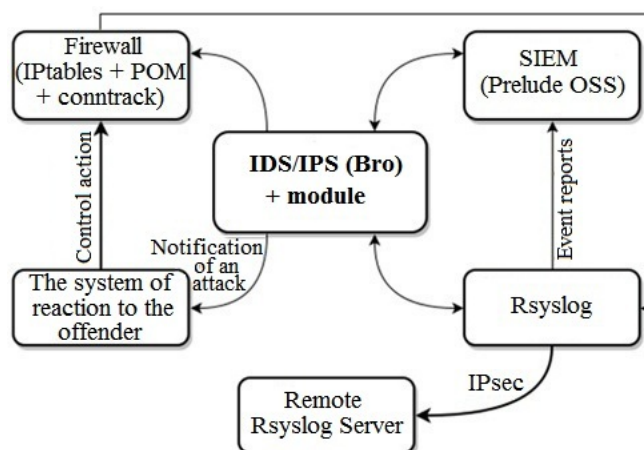 Firewall
(IPtables + POM
+ conntrack)
SIEM
(Prelude OSS)
IDS/IPS (Bro)
+ module
Control action
Event reports
Notification
of an
attack
The system of
reaction to the
offender
Rsyslog
IPsec
Remote
Rsyslog Server